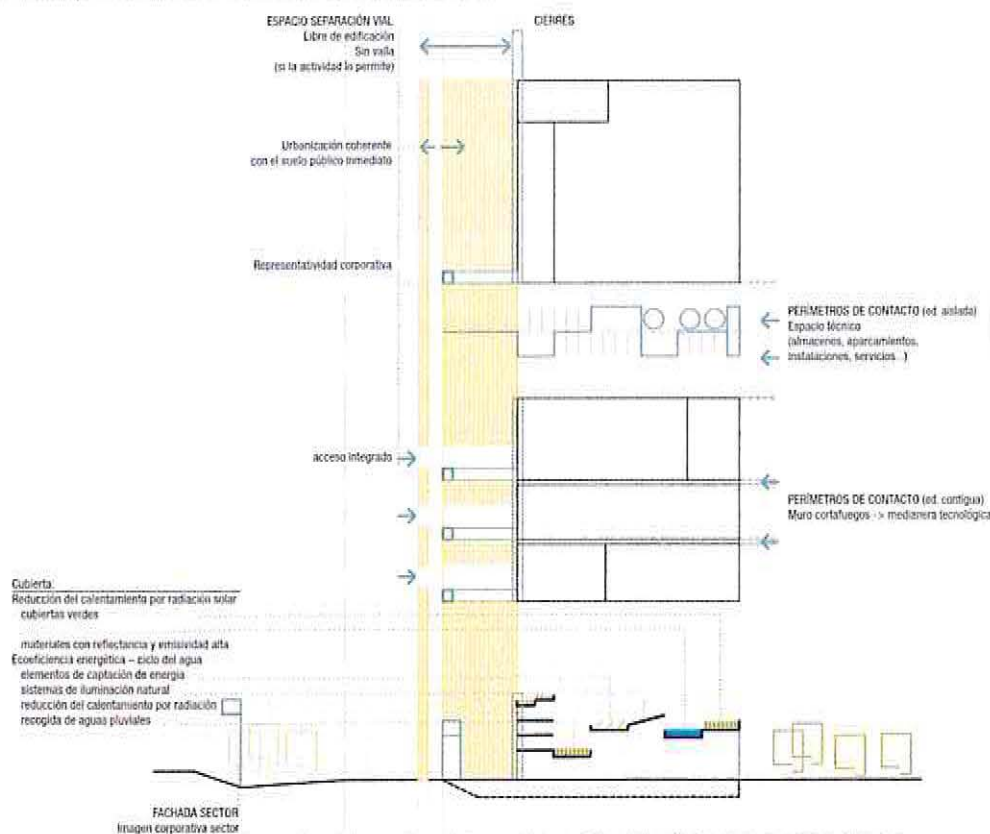 ESPACIO SEPARACIÓN VIAL
Libre de edificación
Sin valla
(si la actividad lo permite)
CIERRES
Urbanización coherente
con el suelo público inmediato
Representatividad corporativa
PERÍMETROS DE CONTACTO (ed. aislada)
Espacio técnico
(almacenes, aparcamientos,
instalaciones, servicios...)
acceso integrado
PERÍMETROS DE CONTACTO (ed. contigua)
Muro cortafuegos -> medianera tecnológica
Cubierta:
Reducción del calentamiento por radiación solar
cubiertas verdes
materiales con reflectancia y emisividad alta
Ecoeficiencia energética – ciclo del agua
elementos de captación de energía
sistemas de iluminación natural
reducción del calentamiento por radiación
recogida de aguas pluviales
FACHADA SECTOR
Imagen corporativa sector